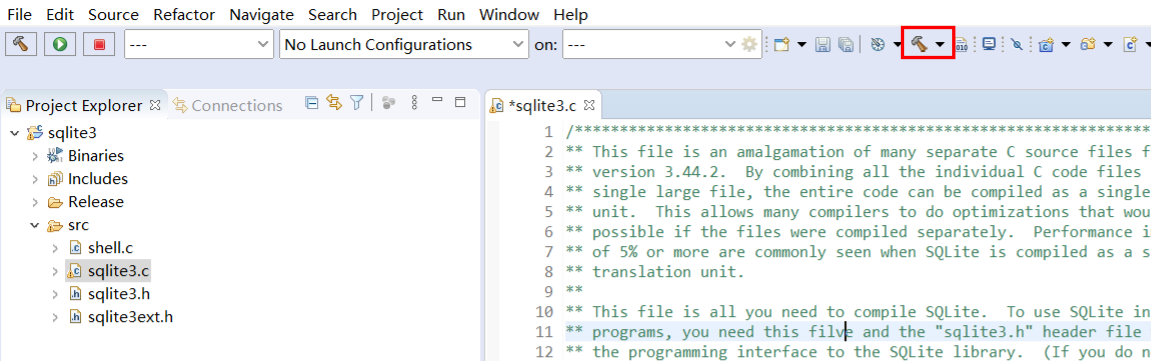 File Edit Source Refactor Navigate Search Project Run Window Help
--- No Launch Configurations on: --- 010
Project Explorer Connections *sqlite3.c
sqlite3
Binaries
Includes
Release
src
shell.c
sqlite3.c
sqlite3.h
sqlite3ext.h
1 /******************************************************************
2 ** This file is an amalgamation of many separate C source files f
3 ** version 3.44.2. By combining all the individual C code files
4 ** single large file, the entire code can be compiled as a single
5 ** unit. This allows many compilers to do optimizations that wou
6 ** possible if the files were compiled separately. Performance i
7 ** of 5% or more are commonly seen when SQLite is compiled as a s
8 ** translation unit.
9 **
10 ** This file is all you need to compile SQLite. To use SQLite in
11 ** programs, you need this filve and the "sqlite3.h" header file
12 ** the programming interface to the SQLite library. (If you do n